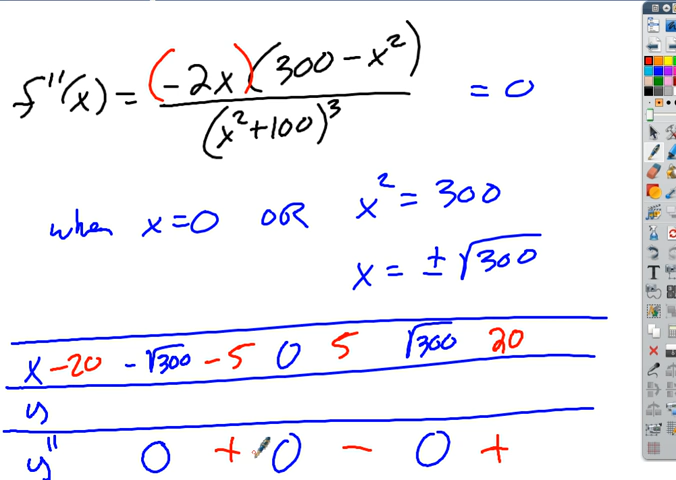 f''(x) = (-2x)(300 - x²) / (x² + 100)³ = 0
when x = 0 OR x² = 300
x = ± √300
x -20 -√300 -5 0 5 √300 20
y
y'' 0 + 0 - 0 +